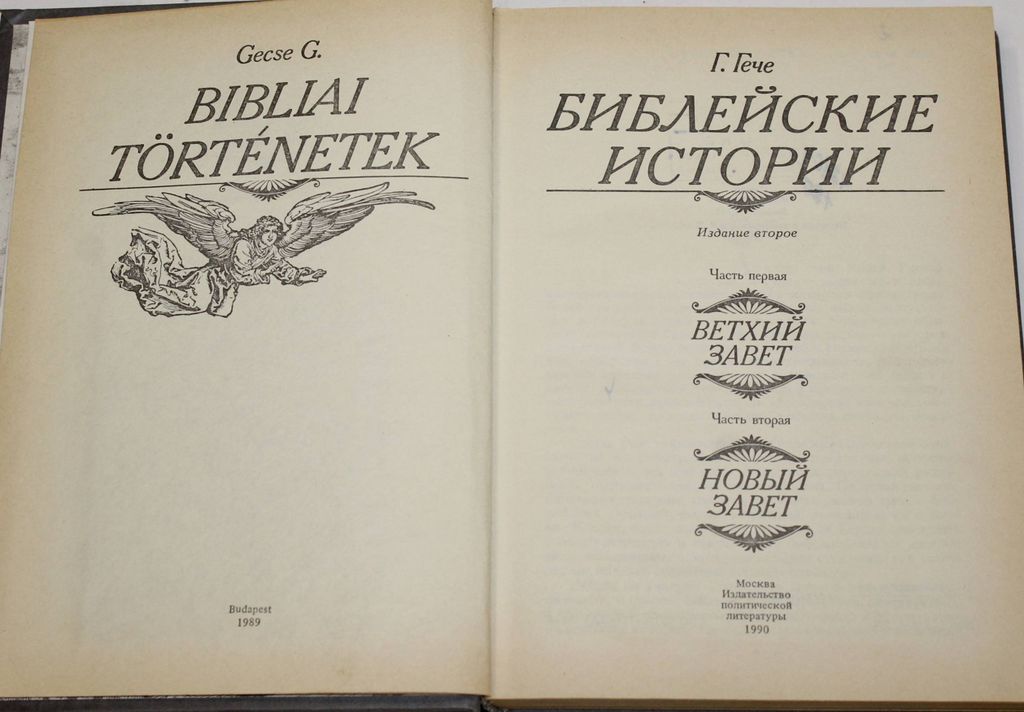 Gecse G.
BIBLIAI
TÖRTÉNETEK
Budapest
1989
Г. Гече
БИБЛЕЙСКИЕ
ИСТОРИИ
Издание второе
Часть первая
ВЕТХИЙ
ЗАВЕТ
Часть вторая
НОВЫЙ
ЗАВЕТ
Москва
Издательство
политической
литературы
1990